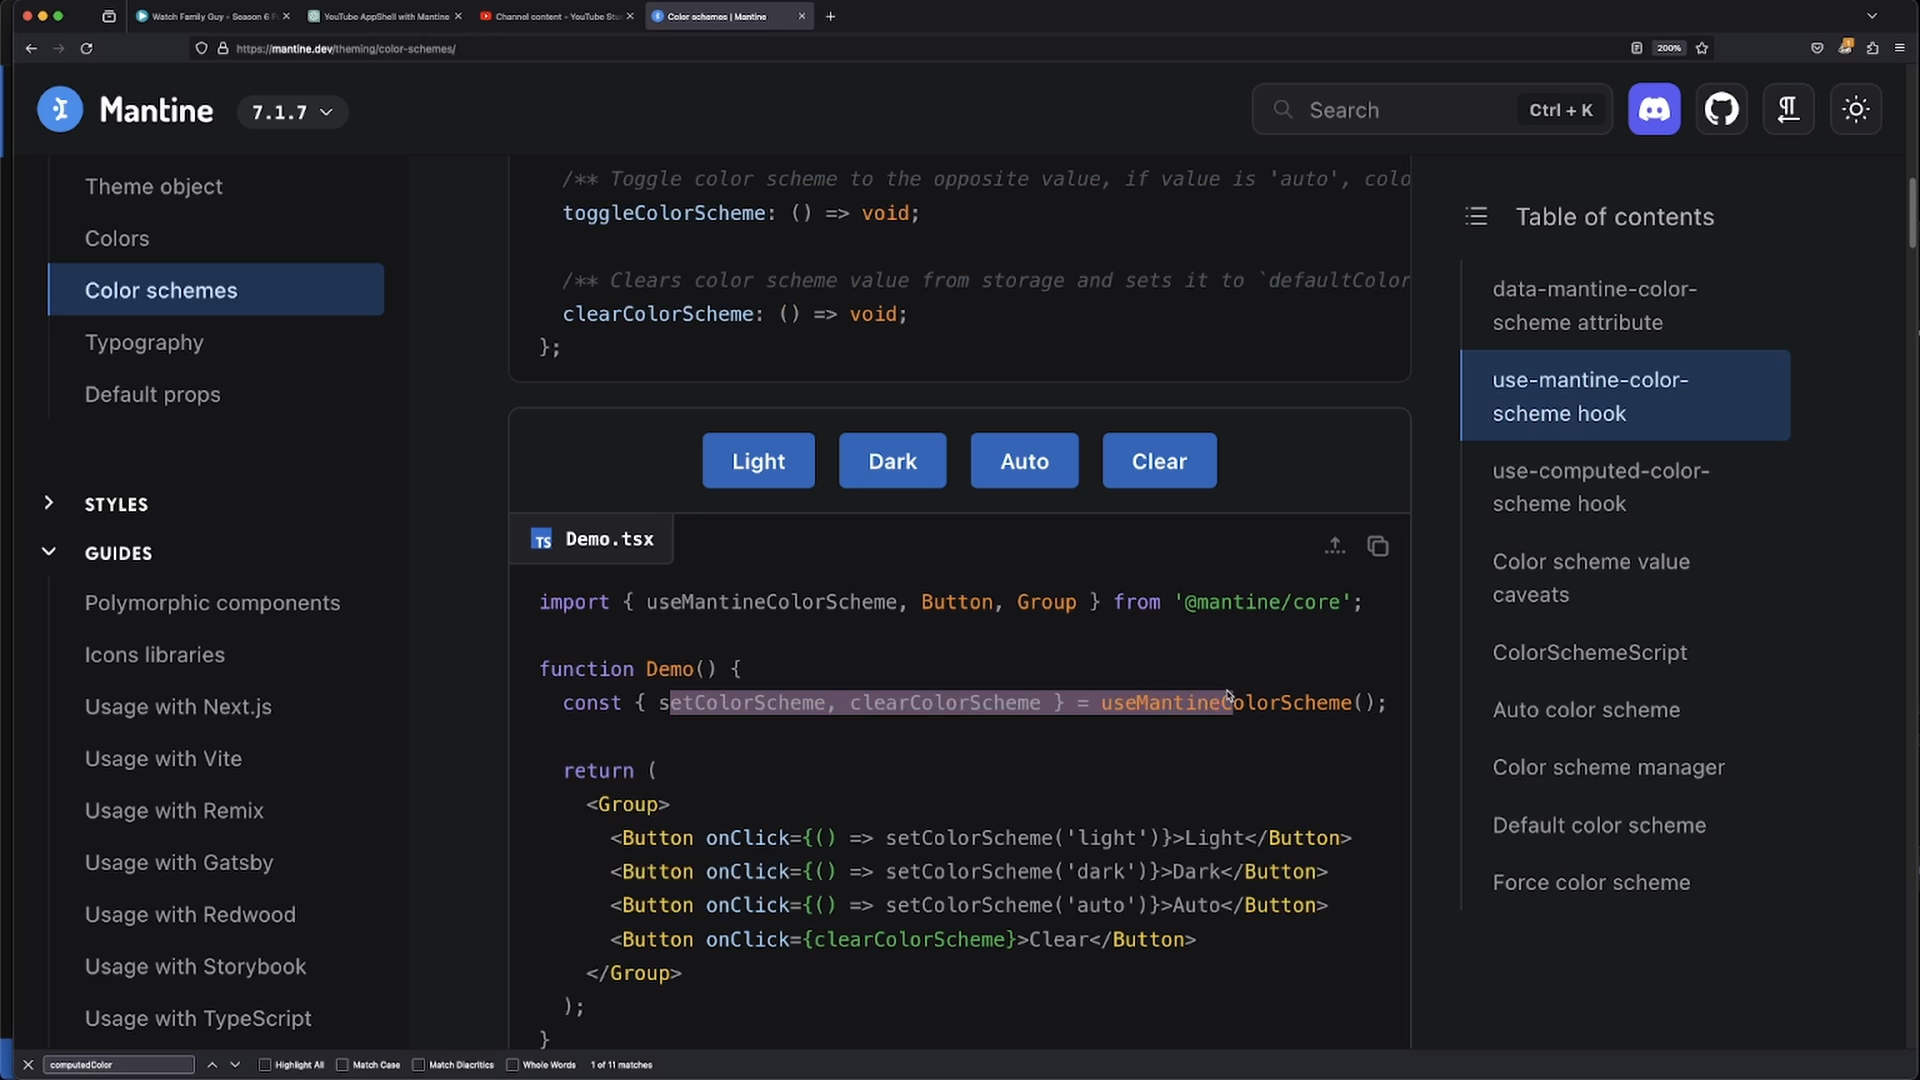 Watch Family Guy - Season 6 F
YouTube AppShell with Mantine
Channel content - YouTube Stu
Color schemes | Mantine
https://mantine.dev/theming/color-schemes/
200%
Mantine
7.1.7
Search
Ctrl + K
Theme object
Colors
Color schemes
Typography
Default props
STYLES
GUIDES
Polymorphic components
Icons libraries
Usage with Next.js
Usage with Vite
Usage with Remix
Usage with Gatsby
Usage with Redwood
Usage with Storybook
Usage with TypeScript
/** Toggle color scheme to the opposite value, if value is 'auto', colo
toggleColorScheme: () => void;
/** Clears color scheme value from storage and sets it to `defaultColor
clearColorScheme: () => void;
};
Light
Dark
Auto
Clear
TS
Demo.tsx
import { useMantineColorScheme, Button, Group } from '@mantine/core';
function Demo() {
const { setColorScheme, clearColorScheme } = useMantineColorScheme();
return (
<Group>
<Button onClick={() => setColorScheme('light')}>Light</Button>
<Button onClick={() => setColorScheme('dark')}>Dark</Button>
<Button onClick={() => setColorScheme('auto')}>Auto</Button>
<Button onClick={clearColorScheme}>Clear</Button>
</Group>
);
}
Table of contents
data-mantine-color-
scheme attribute
use-mantine-color-
scheme hook
use-computed-color-
scheme hook
Color scheme value
caveats
ColorSchemeScript
Auto color scheme
Color scheme manager
Default color scheme
Force color scheme
computedColor
Highlight All
Match Case
Match Diacritics
Whole Words
1 of 11 matches